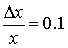 Δx/x = 0.1